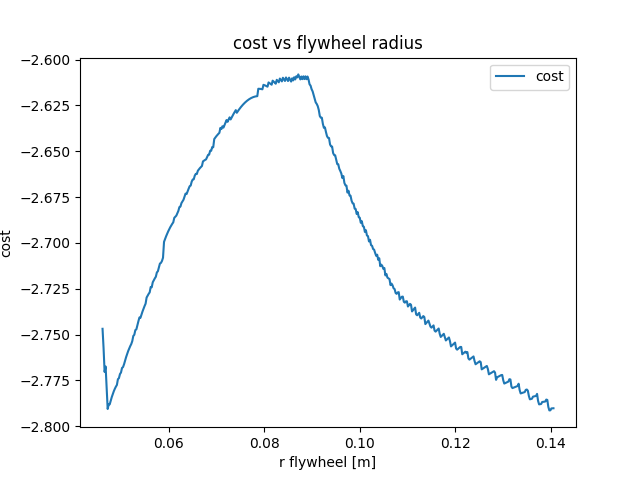 cost vs flywheel radius
−2.600
−2.625
−2.650
−2.675
−2.700
−2.725
−2.750
−2.775
−2.800
cost
cost
0.06 0.08 0.10 0.12 0.14
r flywheel [m]